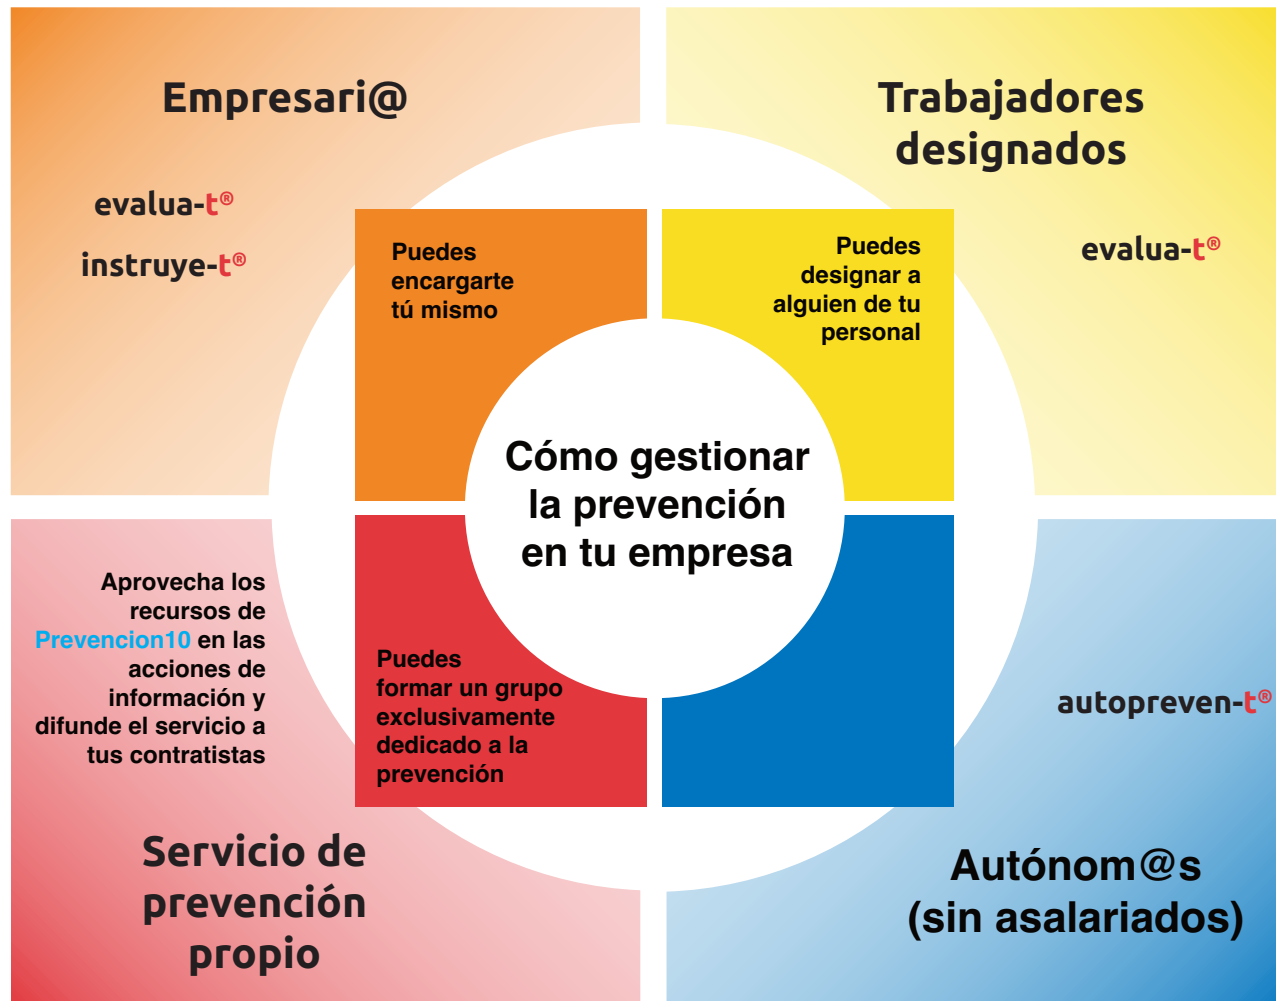 Empresari@
evalua-t®
instruye-t®
Puedes
encargarte
tú mismo
Trabajadores
designados
evalua-t®
Puedes
designar a
alguien de tu
personal
Cómo gestionar
la prevención
en tu empresa
Aprovecha los
recursos de
Prevencion10 en las
acciones de
información y
difunde el servicio a
tus contratistas
Puedes
formar un grupo
exclusivamente
dedicado a la
prevención
Servicio de
prevención
propio
autopreven-t®
Autónom@s
(sin asalariados)